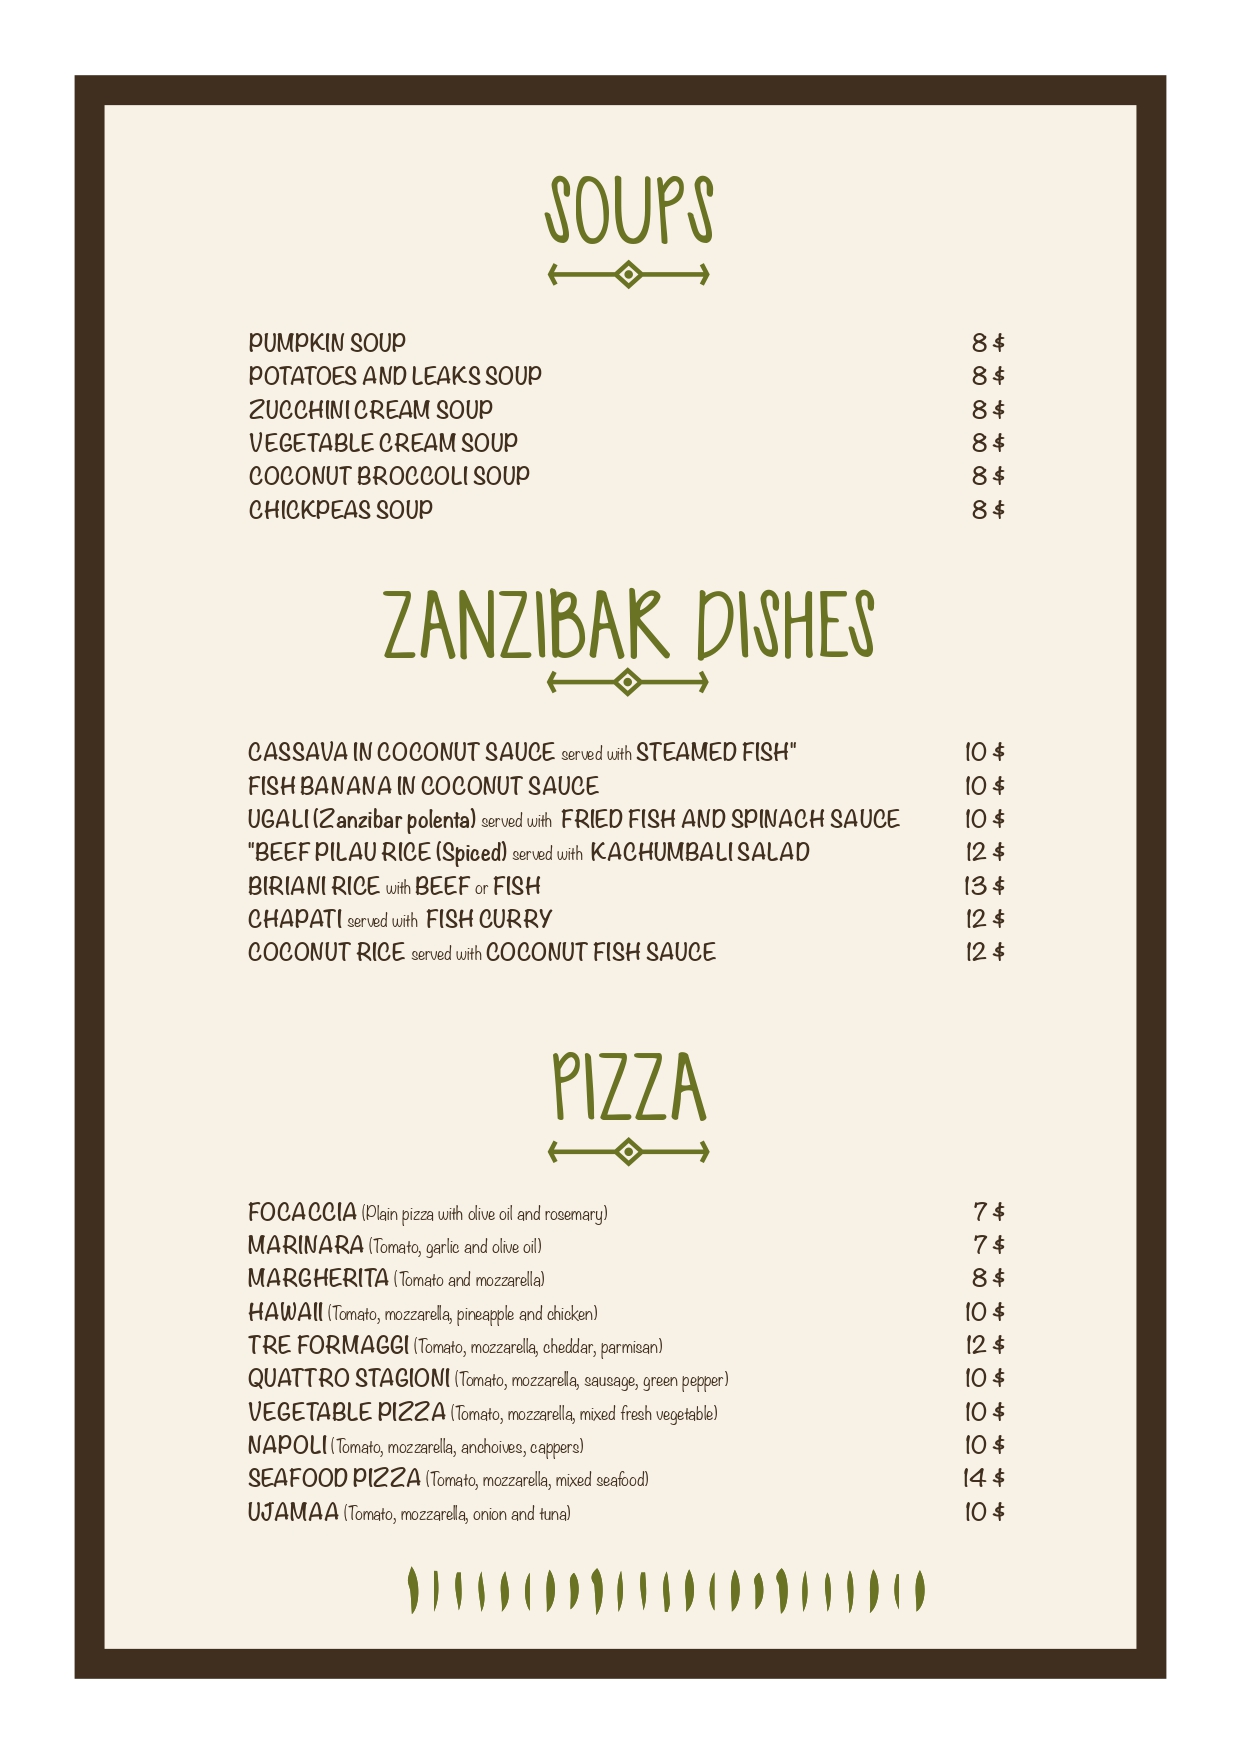 SOUPS
PUMPKIN SOUP 8 $
POTATOES AND LEAKS SOUP 8 $
ZUCCHINI CREAM SOUP 8 $
VEGETABLE CREAM SOUP 8 $
COCONUT BROCCOLI SOUP 8 $
CHICKPEAS SOUP 8 $
ZANZIBAR DISHES
CASSAVA IN COCONUT SAUCE served with STEAMED FISH" 10 $
FISH BANANA IN COCONUT SAUCE 10 $
UGALI (Zanzibar polenta) served with FRIED FISH AND SPINACH SAUCE 10 $
"BEEF PILAU RICE (Spiced) served with KACHUMBALI SALAD 12 $
BIRIANI RICE with BEEF or FISH 13 $
CHAPATI served with FISH CURRY 12 $
COCONUT RICE served with COCONUT FISH SAUCE 12 $
PIZZA
FOCACCIA (Plain pizza with olive oil and rosemary) 7 $
MARINARA (Tomato, garlic and olive oil) 7 $
MARGHERITA (Tomato and mozzarella) 8 $
HAWAII (Tomato, mozzarella, pineapple and chicken) 10 $
TRE FORMAGGI (Tomato, mozzarella, cheddar, parmisan) 12 $
QUATTRO STAGIONI (Tomato, mozzarella, sausage, green pepper) 10 $
VEGETABLE PIZZA (Tomato, mozzarella, mixed fresh vegetable) 10 $
NAPOLI (Tomato, mozzarella, anchoives, cappers) 10 $
SEAFOOD PIZZA (Tomato, mozzarella, mixed seafood) 14 $
UJAMAA (Tomato, mozzarella, onion and tuna) 10 $